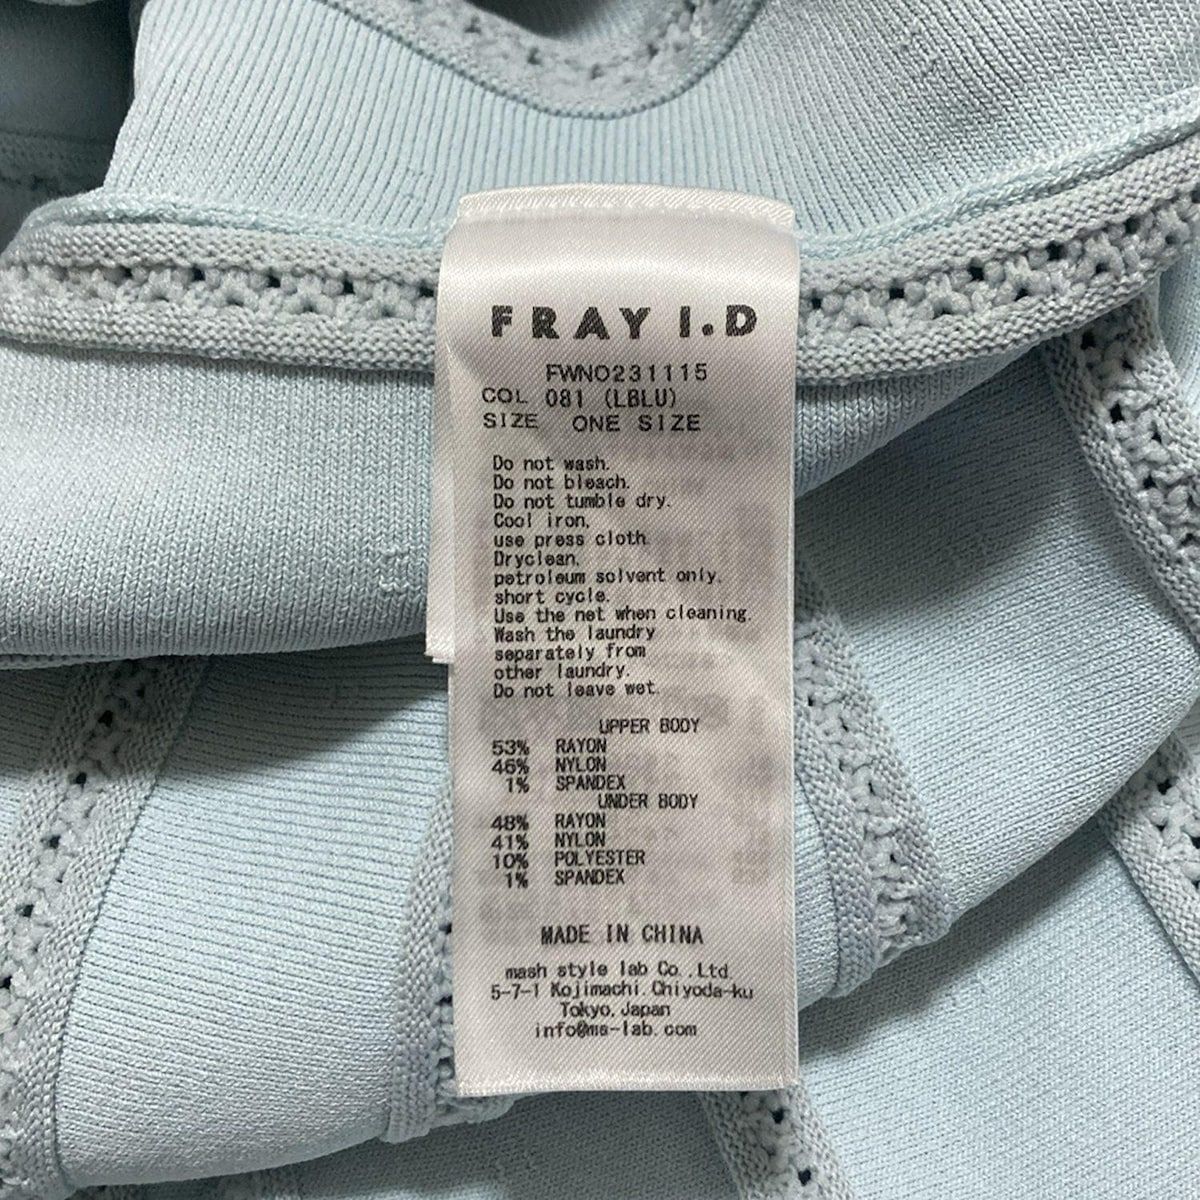 FRAY I.D
FWNO231115
COL 081 (LBLU)
SIZE ONE SIZE
Do not wash.
Do not bleach.
Do not tumble dry.
Cool iron,
use press cloth.
Dryclean,
petroleum solvent only,
short cycle.
Use the net when cleaning.
Wash the laundry
separately from
other laundry.
Do not leave wet.
UPPER BODY
53% RAYON
46% NYLON
1% SPANDEX
UNDER BODY
48% RAYON
41% NYLON
10% POLYESTER
1% SPANDEX
MADE IN CHINA
mash style lab Co.,Ltd.
5-7-1 Kojimachi, Chiyoda-ku
Tokyo, Japan
info@ms-lab.com